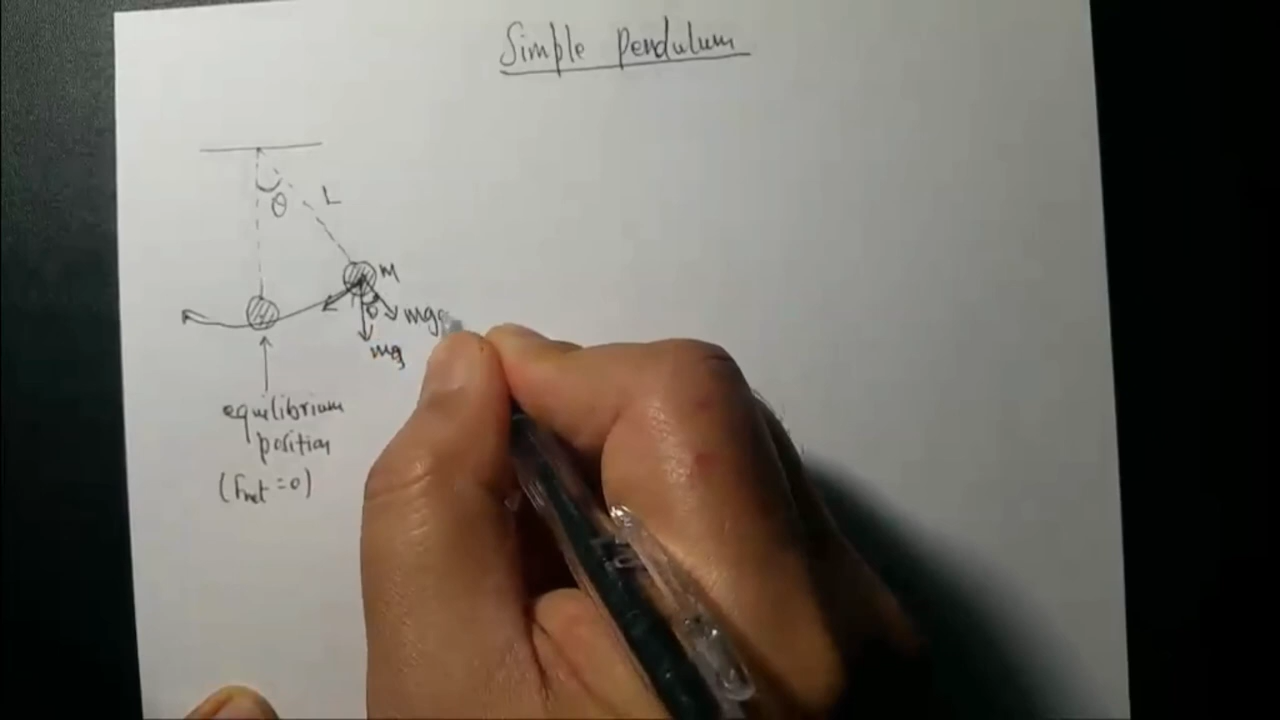 Simple Pendulum
θ
L
m
θ
mg
mg
equilibrium
position
(Fnet = 0)